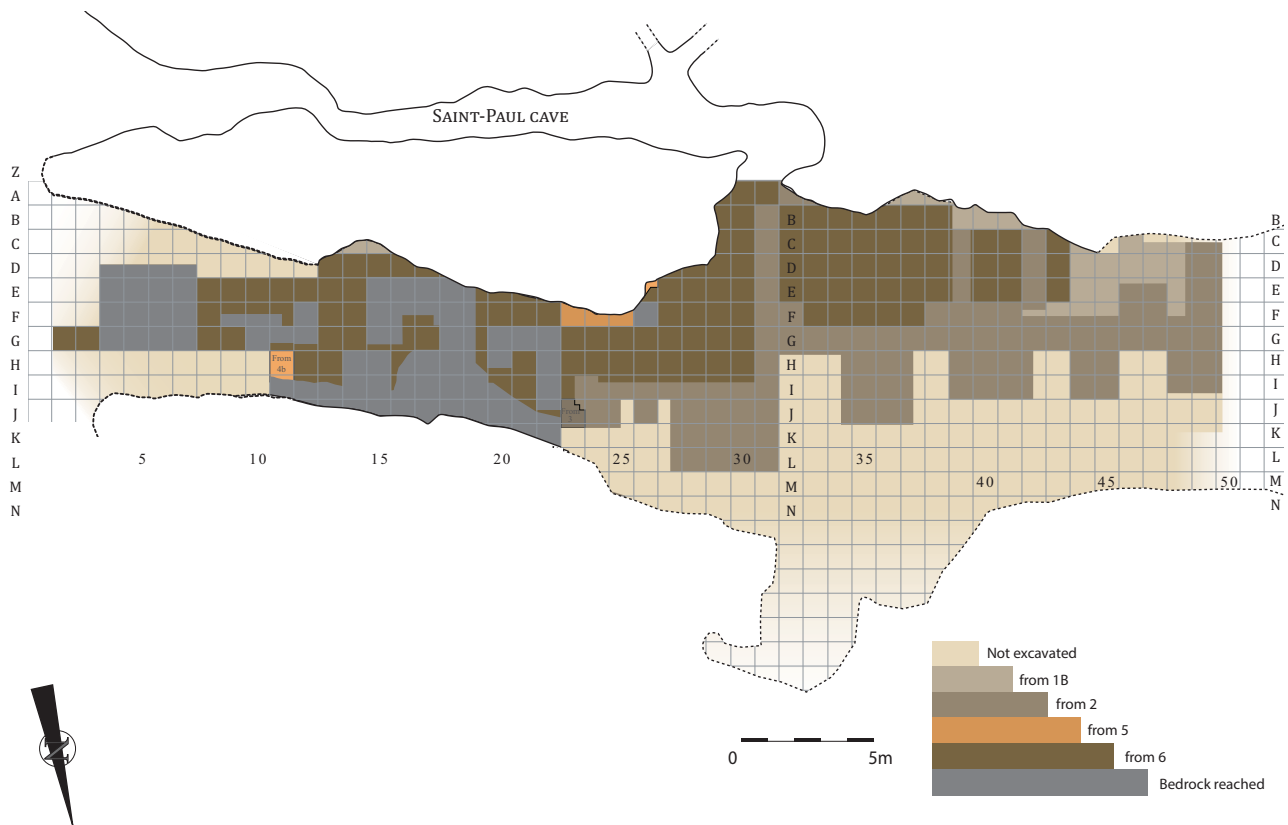 SAINT-PAUL CAVE
Z
A
B
C
D
E
F
G
H
I
J
K
L
M
N
B
C
D
E
F
G
H
I
J
K
L
M
N
B
C
D
E
F
G
H
I
J
K
L
M
N
From
4b
5 10 15 20 25 30 35 40 45 50
Not excavated
from 1B
from 2
from 5
from 6
Bedrock reached
0 5m
N